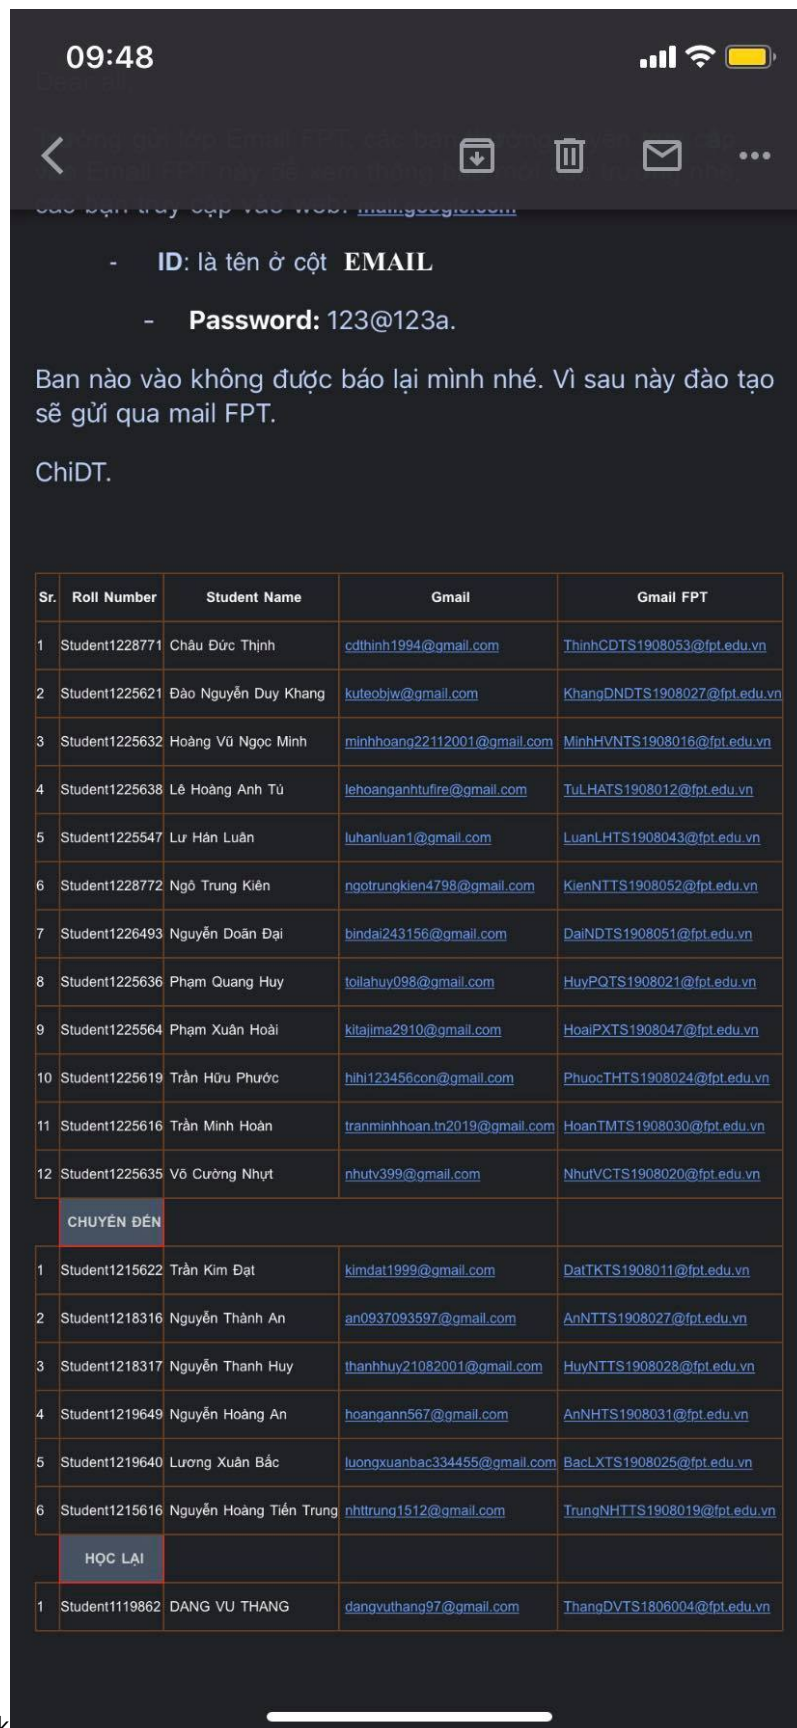 09:48
các bạn truy cập vào web: mail.google.com
- ID: là tên ở cột EMAIL
- Password: 123@123a.
Ban nào vào không được báo lại mình nhé. Vì sau này đào tạo
sẽ gửi qua mail FPT.
ChiDT.
Sr. Roll Number Student Name Gmail Gmail FPT
1 Student1228771 Châu Đức Thịnh cdthinh1994@gmail.com ThinhCDTS1908053@fpt.edu.vn
2 Student1225621 Đào Nguyễn Duy Khang kuteobjw@gmail.com KhangDNDTS1908027@fpt.edu.vn
3 Student1225632 Hoàng Vũ Ngọc Minh minhhoang22112001@gmail.com MinhHVNTS1908016@fpt.edu.vn
4 Student1225638 Lê Hoàng Anh Tú lehoanganhtufire@gmail.com TuLHATS1908012@fpt.edu.vn
5 Student1225547 Lư Hán Luân luhanluan1@gmail.com LuanLHTS1908043@fpt.edu.vn
6 Student1228772 Ngô Trung Kiên ngotrungkien4798@gmail.com KienNTTS1908052@fpt.edu.vn
7 Student1226493 Nguyễn Doãn Đại bindai243156@gmail.com DaiNDTS1908051@fpt.edu.vn
8 Student1225636 Phạm Quang Huy toilahuy098@gmail.com HuyPQTS1908021@fpt.edu.vn
9 Student1225564 Phạm Xuân Hoài kitajima2910@gmail.com HoaiPXTS1908047@fpt.edu.vn
10 Student1225619 Trần Hữu Phước hihi123456con@gmail.com PhuocTHTS1908024@fpt.edu.vn
11 Student1225616 Trần Minh Hoàn tranminhhoan.tn2019@gmail.com HoanTMTS1908030@fpt.edu.vn
12 Student1225635 Võ Cường Nhựt nhutv399@gmail.com NhutVCTS1908020@fpt.edu.vn
CHUYỂN ĐẾN
1 Student1215622 Trần Kim Đạt kimdat1999@gmail.com DatTKTS1908011@fpt.edu.vn
2 Student1218316 Nguyễn Thành An an0937093597@gmail.com AnNTTS1908027@fpt.edu.vn
3 Student1218317 Nguyễn Thanh Huy thanhhuy21082001@gmail.com HuyNTTS1908028@fpt.edu.vn
4 Student1219649 Nguyễn Hoàng An hoangann567@gmail.com AnNHTS1908031@fpt.edu.vn
5 Student1219640 Lương Xuân Bắc luongxuanbac334455@gmail.com BacLXTS1908025@fpt.edu.vn
6 Student1215616 Nguyễn Hoàng Tiến Trung nhttrung1512@gmail.com TrungNHTTS1908019@fpt.edu.vn
HỌC LẠI
1 Student1119862 DANG VU THANG dangvuthang97@gmail.com ThangDVTS1806004@fpt.edu.vn